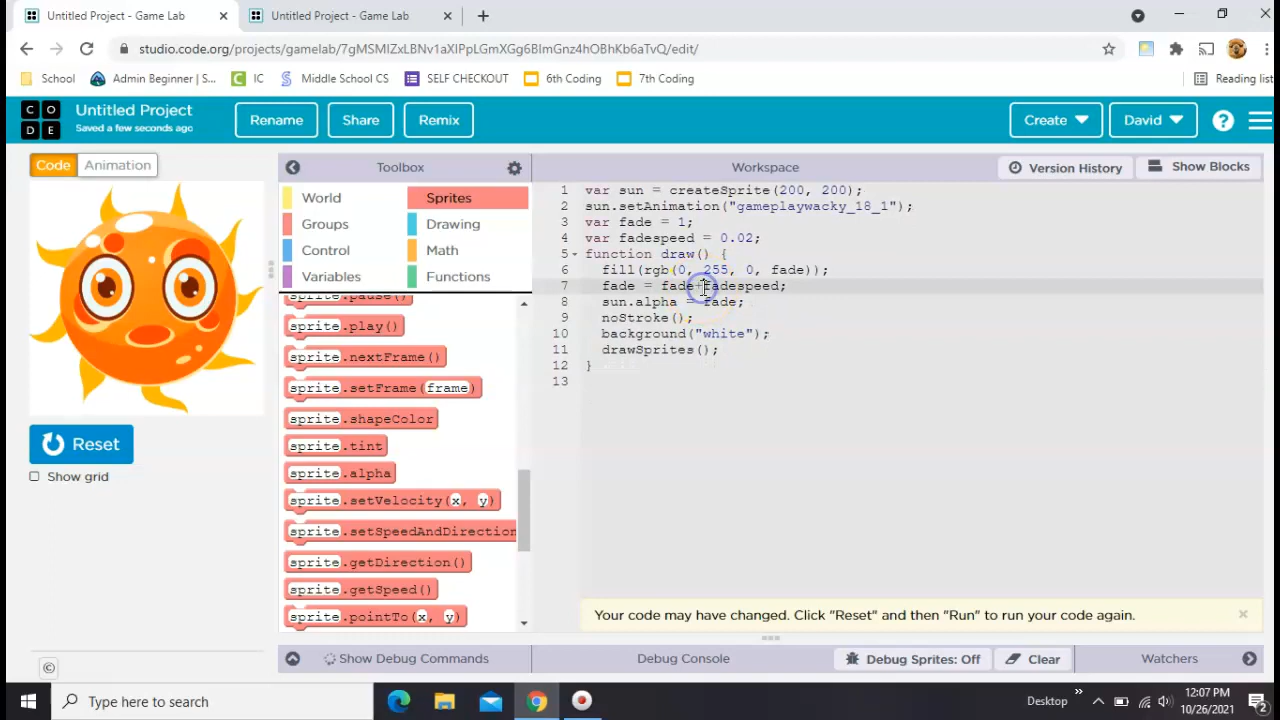 Untitled Project - Game Lab
Untitled Project - Game Lab
studio.code.org/projects/gamelab/7gMSMIZxLBNv1aXIPpLGmXGg6BlmGnz4hOBhKb6aTvQ/edit/
School
Admin Beginner | S...
IC
Middle School CS
SELF CHECKOUT
6th Coding
7th Coding
Reading list
C O
D E
Untitled Project
Saved a few seconds ago
Rename
Share
Remix
Create
David
?
Code
Animation
Toolbox
Workspace
Version History
Show Blocks
World
Sprites
Groups
Drawing
Control
Math
Variables
Functions
sprite.pause()
sprite.play()
sprite.nextFrame()
sprite.setFrame(frame)
sprite.shapeColor
sprite.tint
sprite.alpha
sprite.setVelocity(x, y)
sprite.setSpeedAndDirection
sprite.getDirection()
sprite.getSpeed()
sprite.pointTo(x, y)
1 var sun = createSprite(200, 200);
2 sun.setAnimation("gameplaywacky_18_1");
3 var fade = 1;
4 var fadespeed = 0.02;
5 function draw() {
6 fill(rgb(0, 255, 0, fade));
7 fade = fade+fadespeed;
8 sun.alpha = fade;
9 noStroke();
10 background("white");
11 drawSprites();
12 }
13
Reset
Show grid
Your code may have changed. Click "Reset" and then "Run" to run your code again.
×
©
Show Debug Commands
Debug Console
Debug Sprites: Off
Clear
Watchers
Type here to search
Desktop
»
12:07 PM
10/26/2021
2